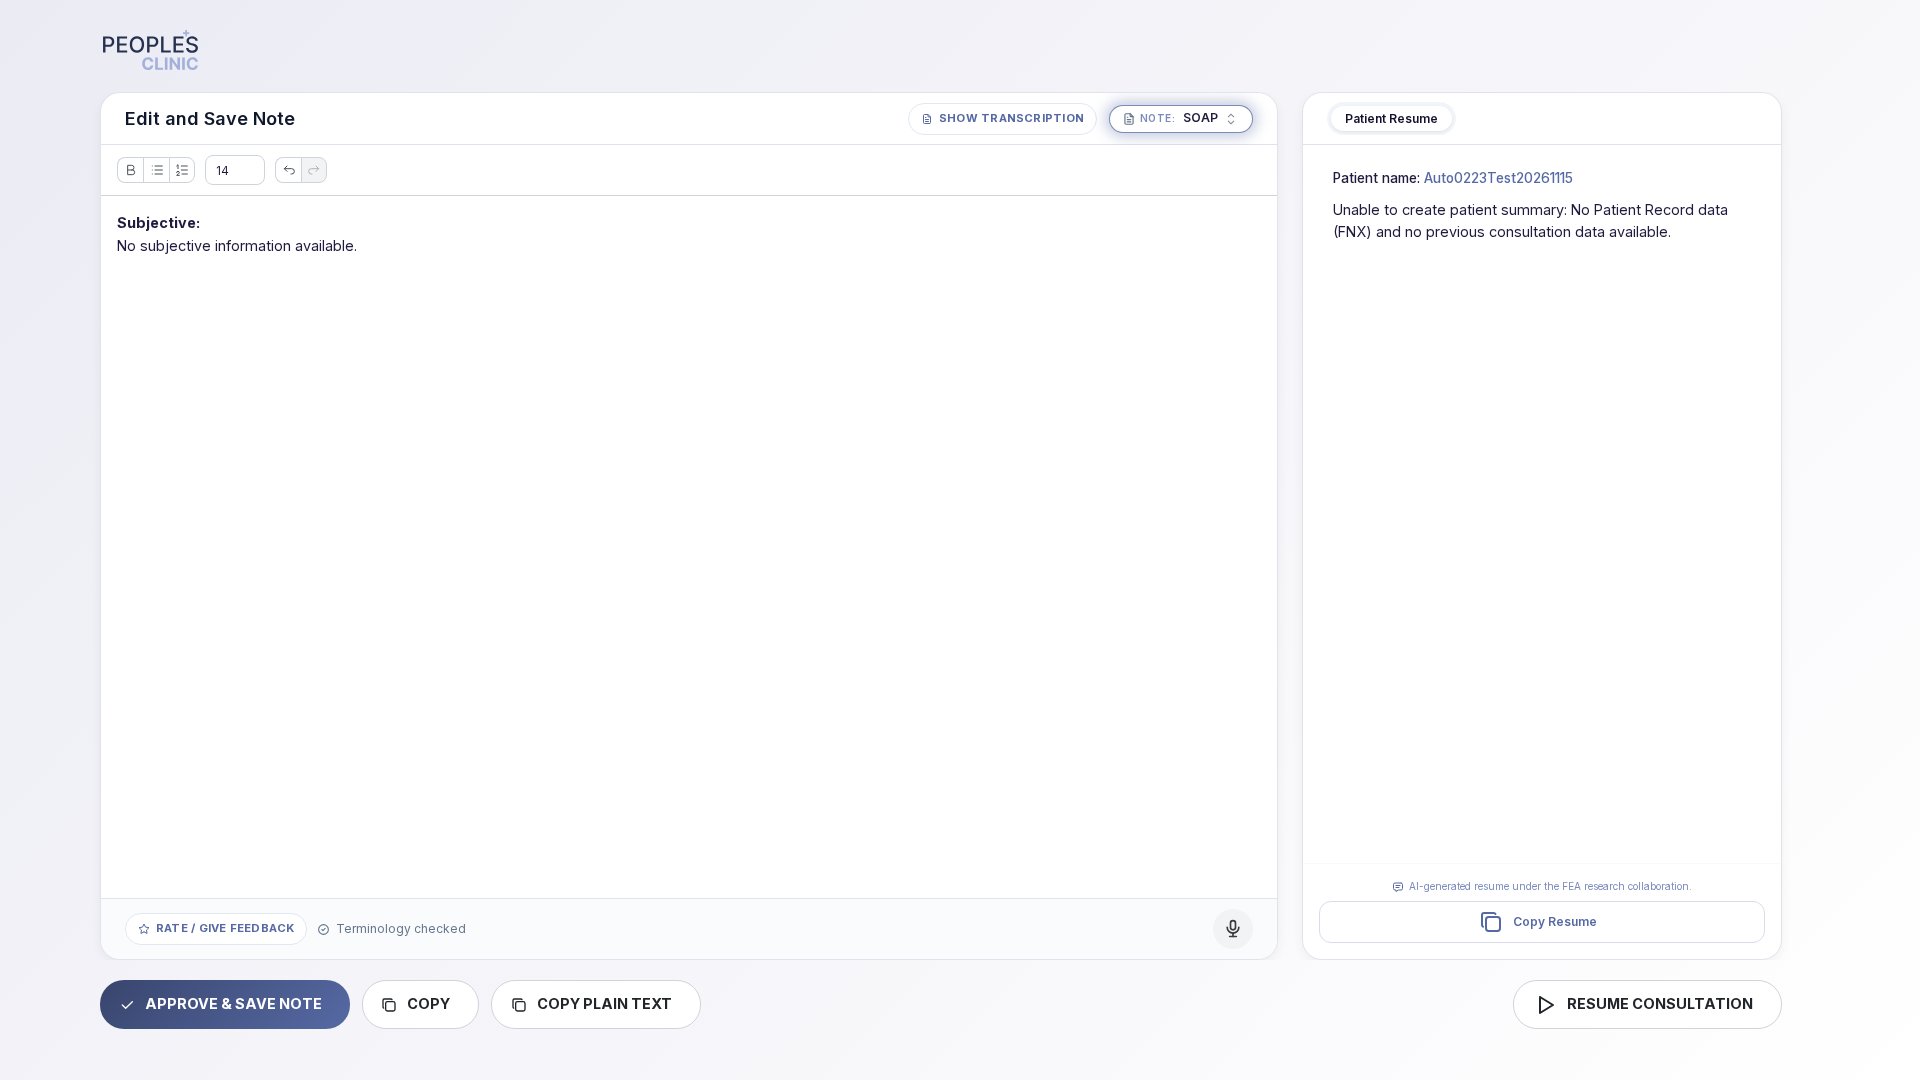 PEOPLE'S
CLINIC
Edit and Save Note
SHOW TRANSCRIPTION
NOTE: SOAP
Patient Resume
14
Subjective:
No subjective information available.
Patient name: Auto0223Test20261115
Unable to create patient summary: No Patient Record data
(FNX) and no previous consultation data available.
AI-generated resume under the FEA research collaboration.
Copy Resume
RATE / GIVE FEEDBACK
Terminology checked
APPROVE & SAVE NOTE
COPY
COPY PLAIN TEXT
RESUME CONSULTATION